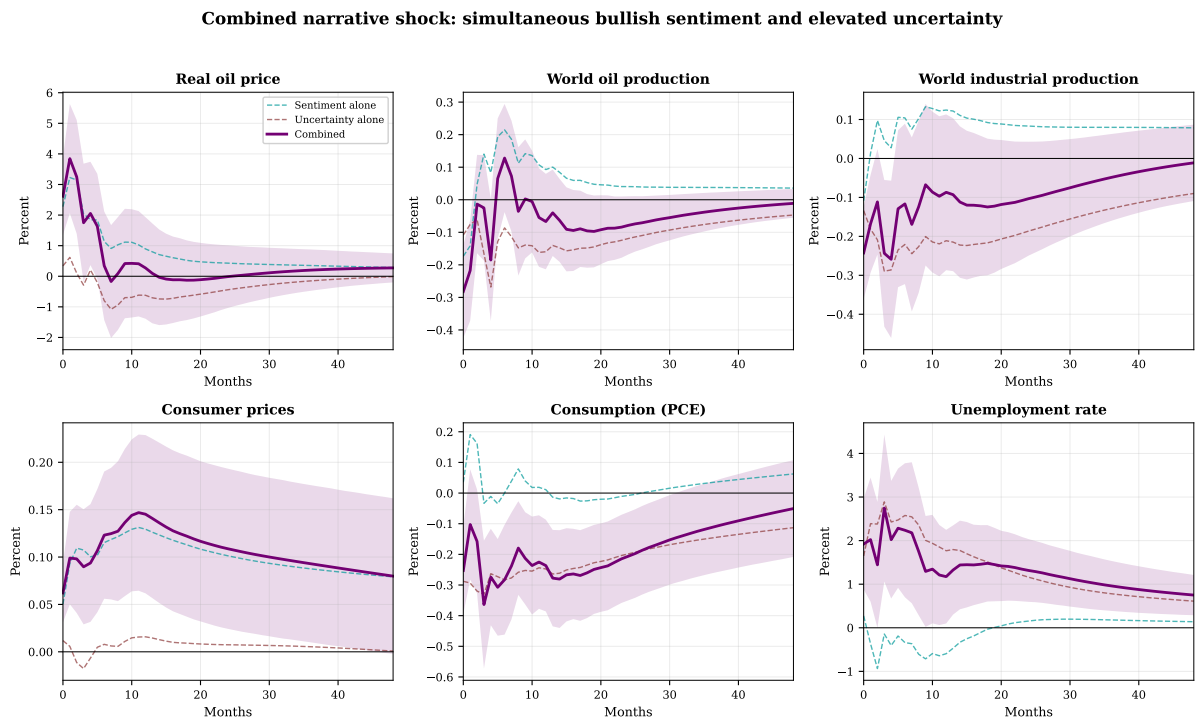 Combined narrative shock: simultaneous bullish sentiment and elevated uncertainty
Real oil price
Percent
6
5
4
3
2
1
0
−1
−2
Sentiment alone
Uncertainty alone
Combined
0 10 20 30 40
Months
World oil production
Percent
0.3
0.2
0.1
0.0
−0.1
−0.2
−0.3
−0.4
0 10 20 30 40
Months
World industrial production
Percent
0.1
0.0
−0.1
−0.2
−0.3
−0.4
0 10 20 30 40
Months
Consumer prices
Percent
0.20
0.15
0.10
0.05
0.00
0 10 20 30 40
Months
Consumption (PCE)
Percent
0.2
0.1
0.0
−0.1
−0.2
−0.3
−0.4
−0.5
−0.6
0 10 20 30 40
Months
Unemployment rate
Percent
4
3
2
1
0
−1
0 10 20 30 40
Months